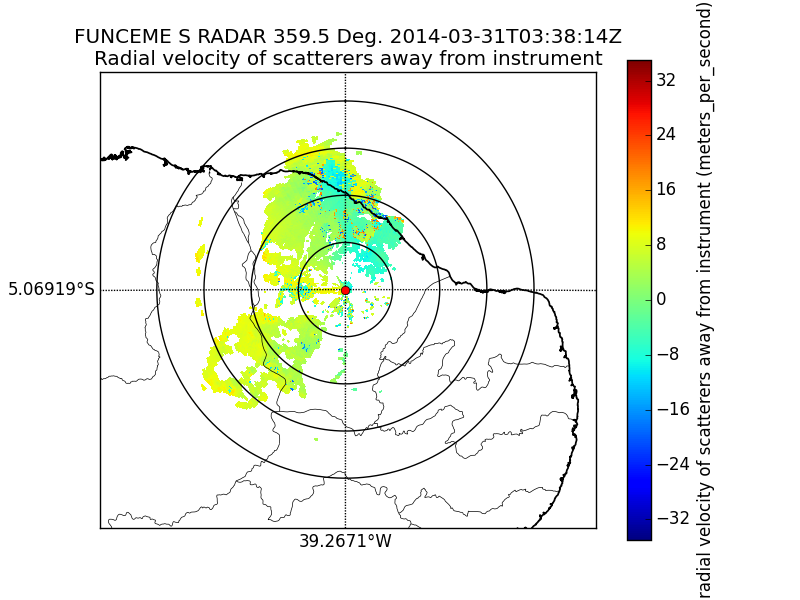 FUNCEME S RADAR 359.5 Deg. 2014-03-31T03:38:14Z
Radial velocity of scatterers away from instrument
5.06919°S
39.2671°W
32
24
16
8
0
−8
−16
−24
−32
radial velocity of scatterers away from instrument (meters_per_second)